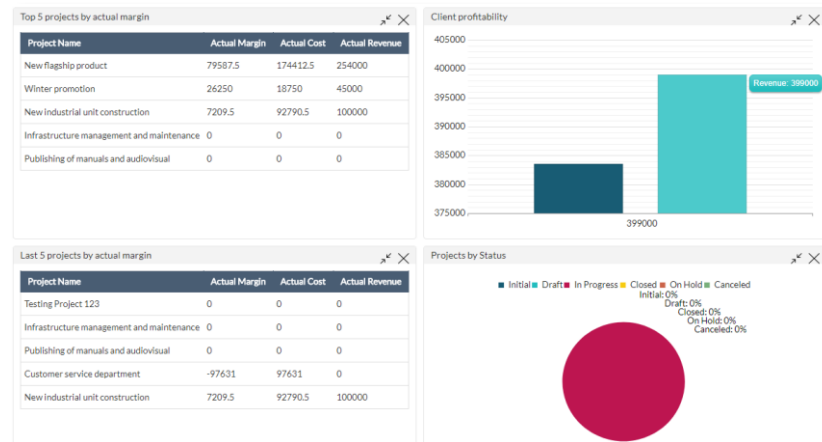 Top 5 projects by actual margin
Project Name Actual Margin Actual Cost Actual Revenue
New flagship product 79587.5 174412.5 254000
Winter promotion 26250 18750 45000
New industrial unit construction 7209.5 92790.5 100000
Infrastructure management and maintenance 0 0 0
Publishing of manuals and audiovisual 0 0 0
Client profitability
405000
400000
395000
390000
385000
380000
375000
Revenue: 399000
399000
Last 5 projects by actual margin
Project Name Actual Margin Actual Cost Actual Revenue
Testing Project 123 0 0 0
Infrastructure management and maintenance 0 0 0
Publishing of manuals and audiovisual 0 0 0
Customer service department -97631 97631 0
New industrial unit construction 7209.5 92790.5 100000
Projects by Status
Initial Draft In Progress Closed On Hold Canceled
Initial: 0%
Draft: 0%
Closed: 0%
On Hold: 0%
Canceled: 0%